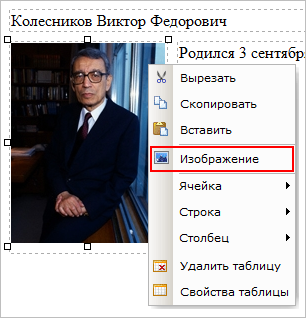 Колесников Виктор Федорович
Родился 3 сентябр
Вырезать
Скопировать
Вставить
Изображение
Ячейка
Строка
Столбец
Удалить таблицу
Свойства таблицы